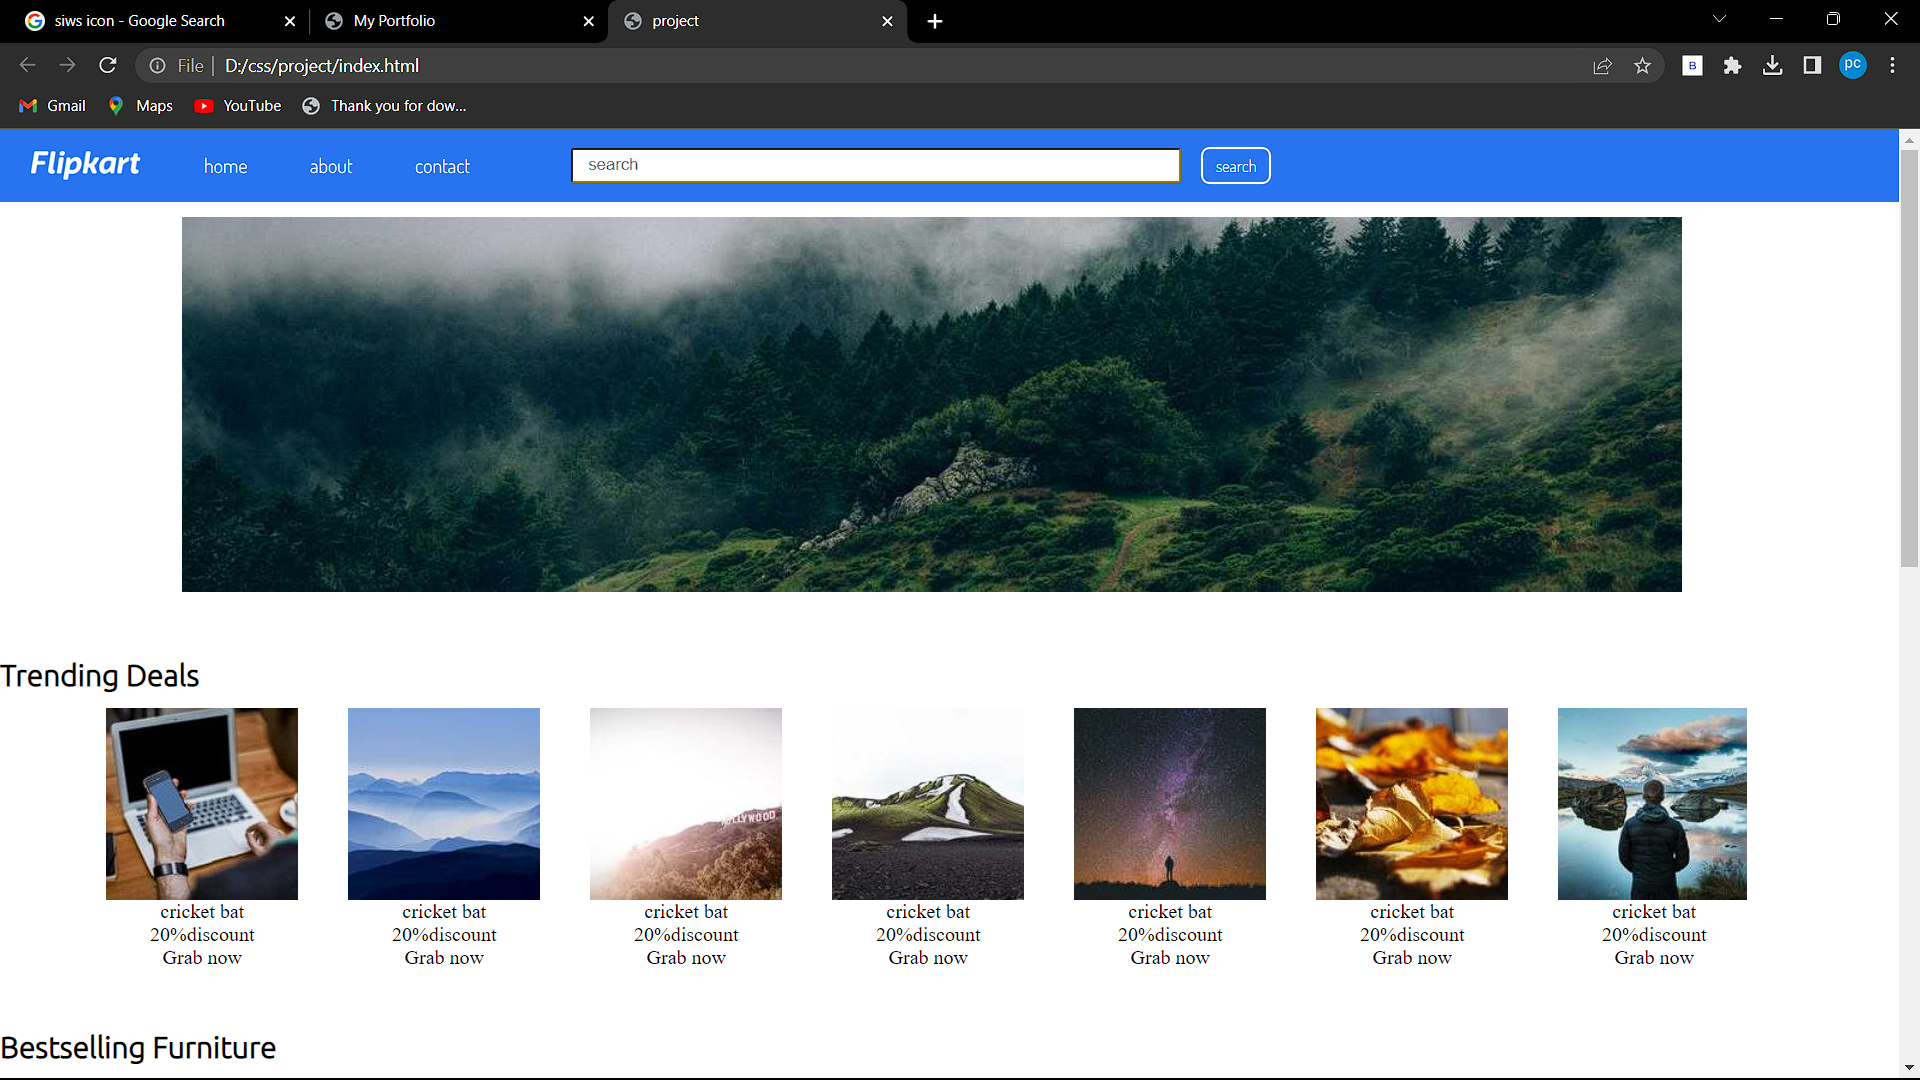 siws icon - Google Search
My Portfolio
project
File
D:/css/project/index.html
B
pc
Gmail
Maps
YouTube
Thank you for dow...
Flipkart
home
about
contact
search
search
Trending Deals
HOLLYWOOD
cricket bat
20%discount
Grab now
cricket bat
20%discount
Grab now
cricket bat
20%discount
Grab now
cricket bat
20%discount
Grab now
cricket bat
20%discount
Grab now
cricket bat
20%discount
Grab now
cricket bat
20%discount
Grab now
Bestselling Furniture